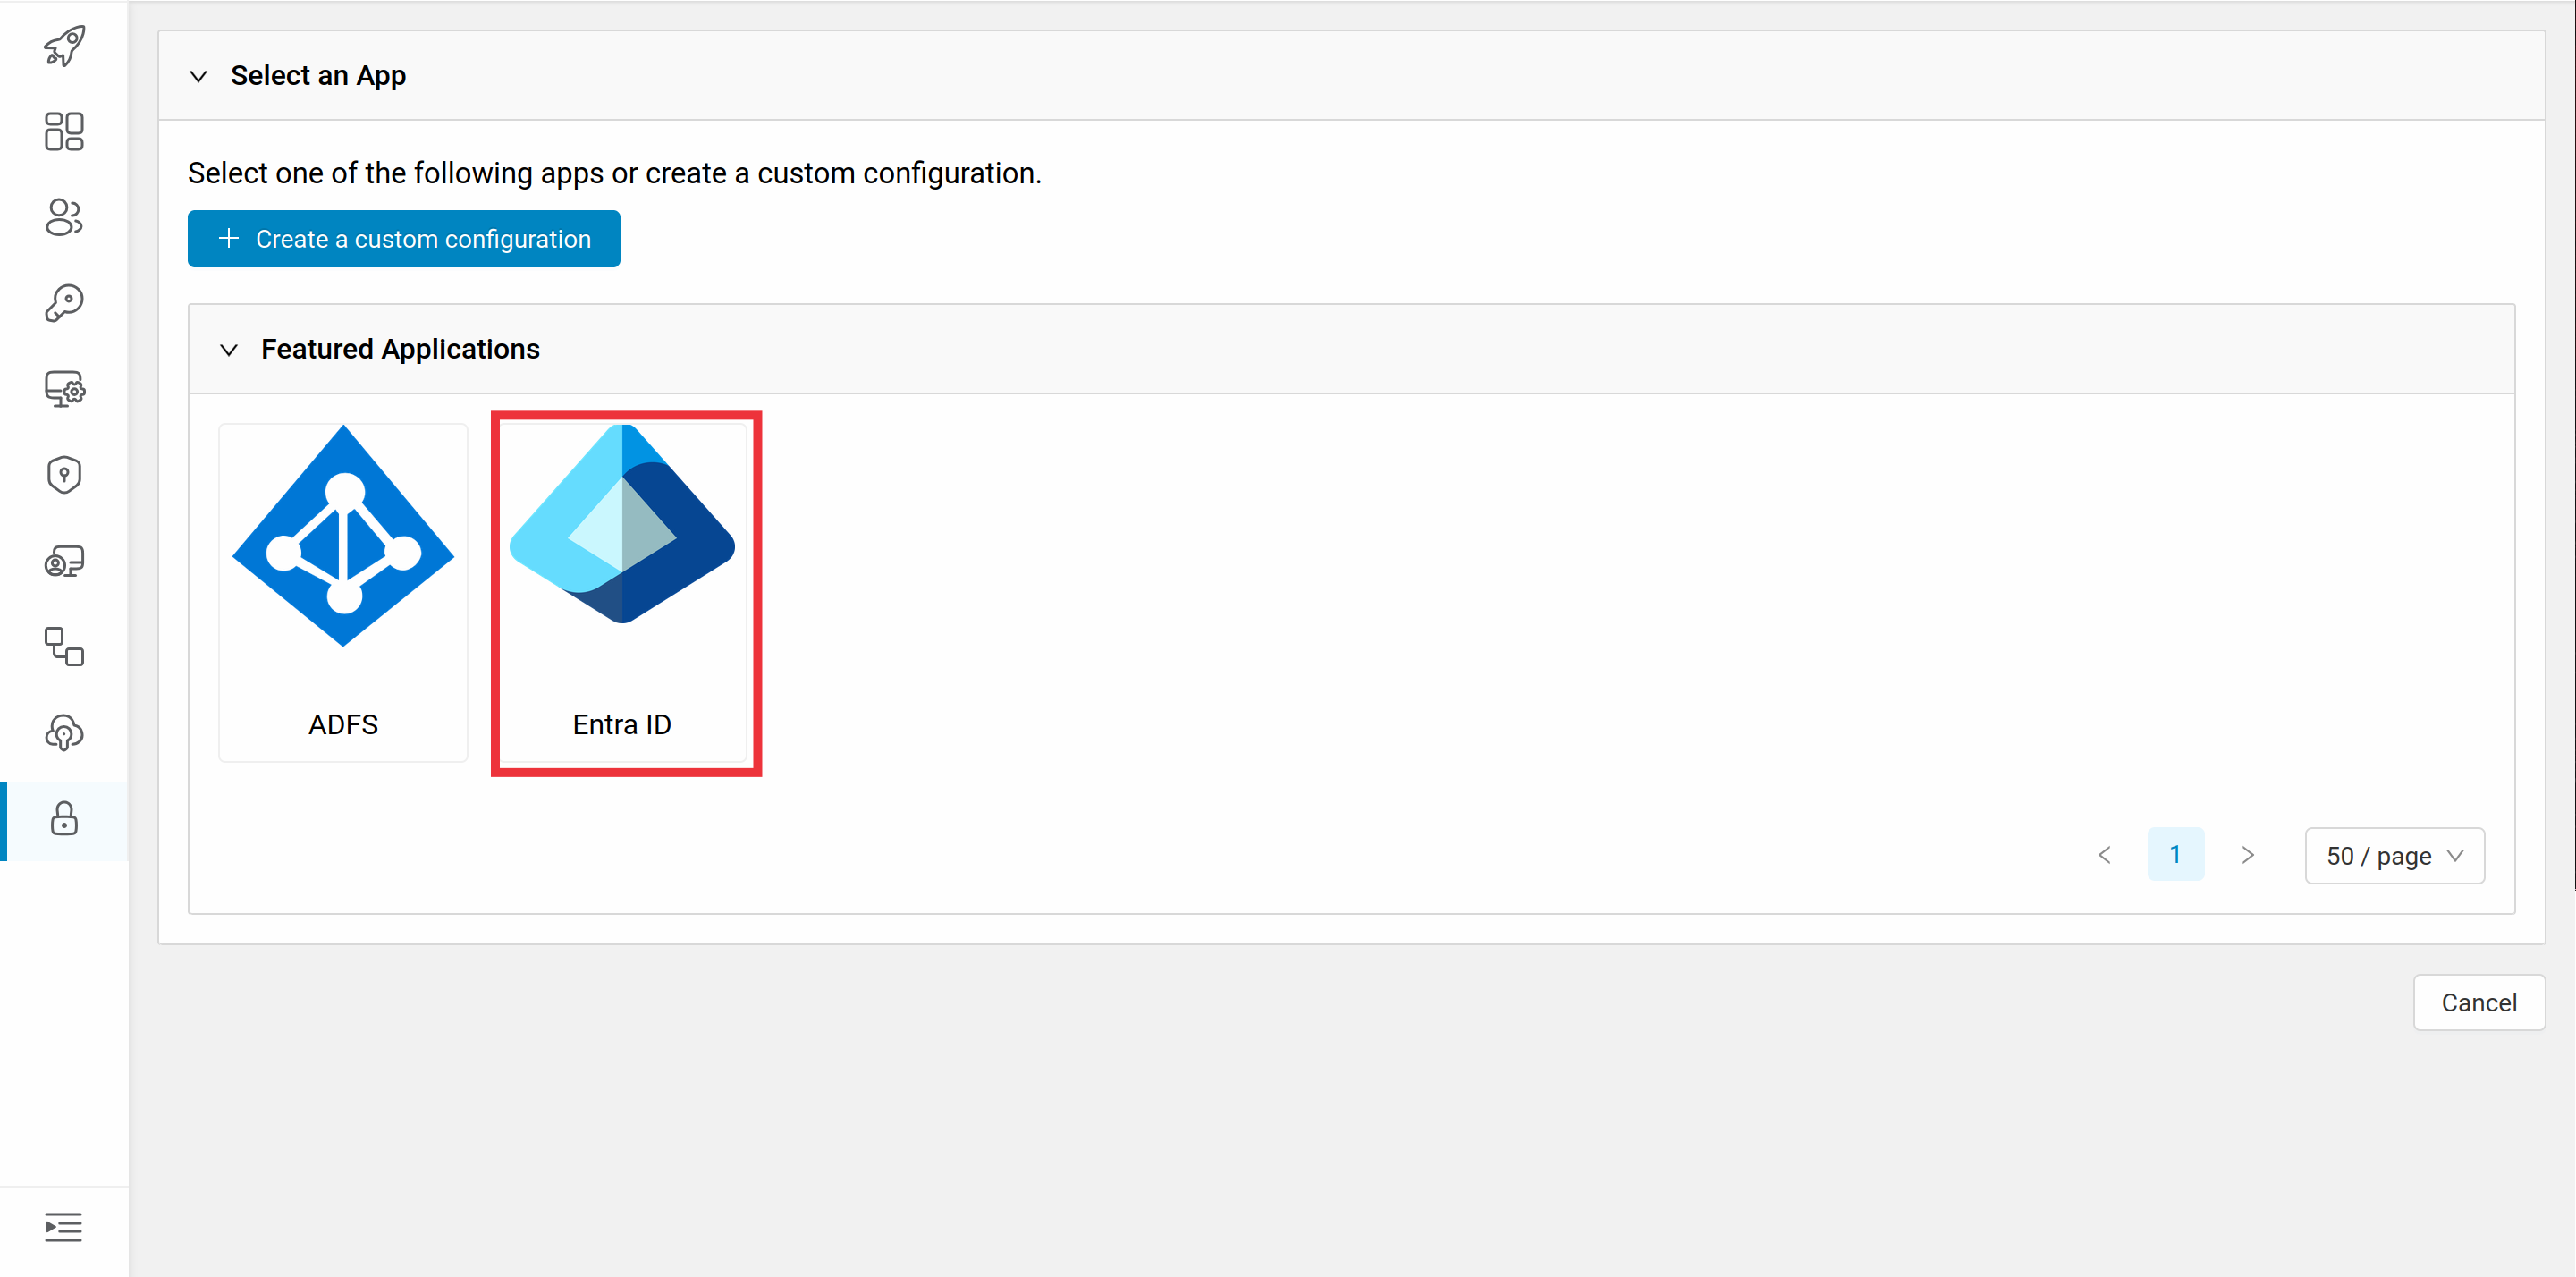 Select an App
Select one of the following apps or create a custom configuration.
Create a custom configuration
Featured Applications
ADFS
Entra ID
1
50 / page
Cancel